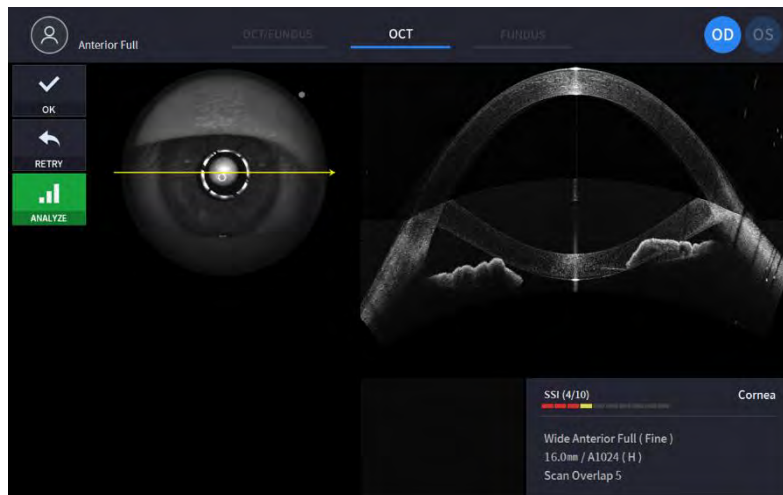 Anterior Full
OCT/FUNDUS
OCT
FUNDUS
OD
OS
OK
RETRY
ANALYZE
SSI (4/10)
Cornea
Wide Anterior Full ( Fine )
16.0mm / A1024 ( H )
Scan Overlap 5